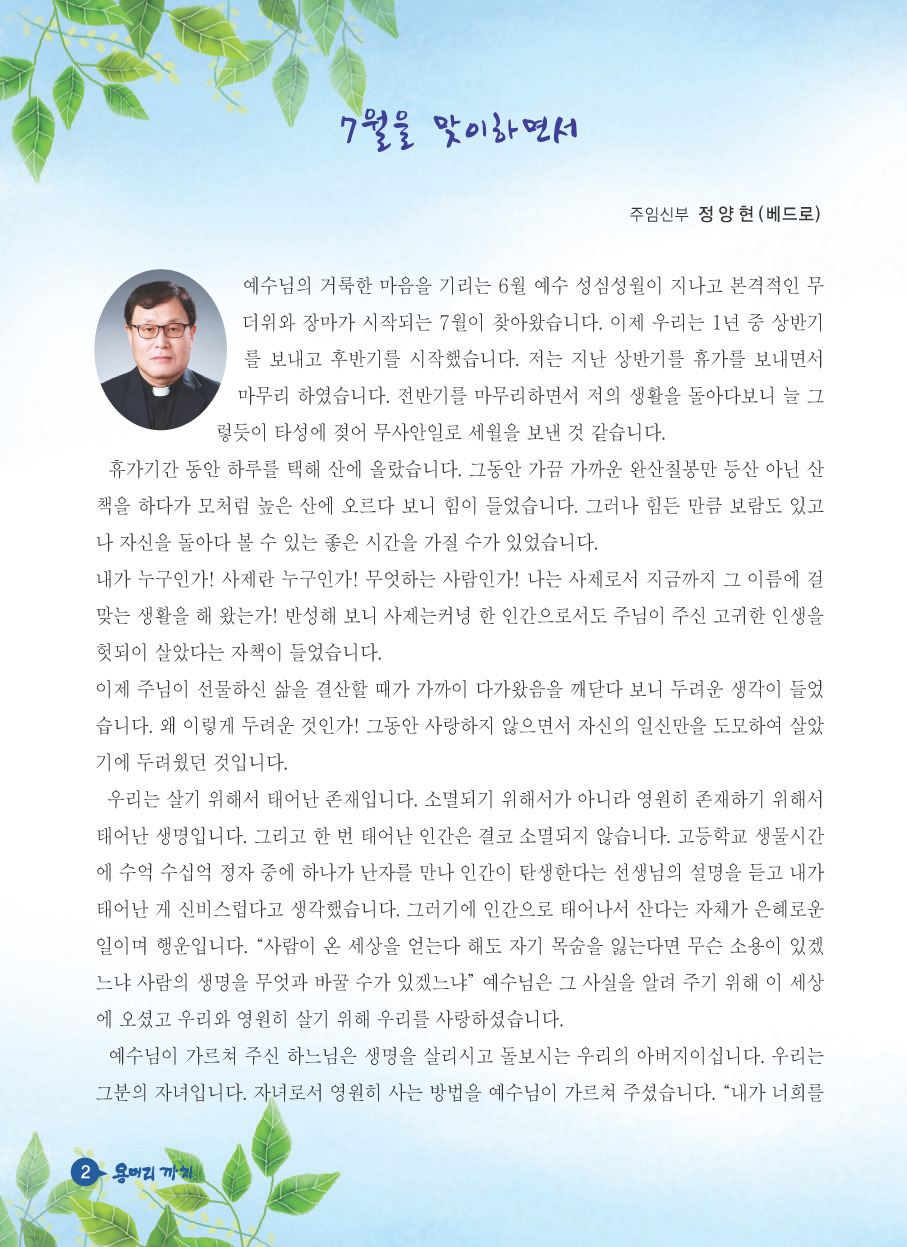 7월을 맞이하면서
주임신부 정양현(베드로)
예수님의 거룩한 마음을 기리는 6월 예수 성심성월이 지나고 본격적인 무
더위와 장마가 시작되는 7월이 찾아왔습니다. 이제 우리는 1년 중 상반기
를 보내고 후반기를 시작했습니다. 저는 지난 상반기를 휴가를 보내면서
마무리 하였습니다. 전반기를 마무리하면서 저의 생활을 돌아다보니 늘 그
렇듯이 타성에 젖어 무사안일로 세월을 보낸 것 같습니다.
휴가기간 동안 하루를 택해 산에 올랐습니다. 그동안 가끔 가까운 완산칠봉만 등산 아닌 산
책을 하다가 모처럼 높은 산에 오르다 보니 힘이 들었습니다. 그러나 힘든 만큼 보람도 있고
나 자신을 돌아다 볼 수 있는 좋은 시간을 가질 수가 있었습니다.
내가 누구인가! 사제란 누구인가! 무엇하는 사람인가! 나는 사제로서 지금까지 그 이름에 걸
맞는 생활을 해 왔는가! 반성해 보니 사제는커녕 한 인간으로서도 주님이 주신 고귀한 인생을
헛되이 살았다는 자책이 들었습니다.
이제 주님이 선물하신 삶을 결산할 때가 가까이 다가왔음을 깨닫다 보니 두려운 생각이 들었
습니다. 왜 이렇게 두려운 것인가! 그동안 사랑하지 않으면서 자신의 일신만을 도모하여 살았
기에 두려웠던 것입니다.
우리는 살기 위해서 태어난 존재입니다. 소멸되기 위해서가 아니라 영원히 존재하기 위해서
태어난 생명입니다. 그리고 한 번 태어난 인간은 결코 소멸되지 않습니다. 고등학교 생물시간
에 수억 수십억 정자 중에 하나가 난자를 만나 인간이 탄생한다는 선생님의 설명을 듣고 내가
태어난 게 신비스럽다고 생각했습니다. 그러기에 인간으로 태어나서 산다는 자체가 은혜로운
일이며 행운입니다. “사람이 온 세상을 얻는다 해도 자기 목숨을 잃는다면 무슨 소용이 있겠
느냐 사람의 생명을 무엇과 바꿀 수가 있겠느냐” 예수님은 그 사실을 알려 주기 위해 이 세상
에 오셨고 우리와 영원히 살기 위해 우리를 사랑하셨습니다.
예수님이 가르쳐 주신 하느님은 생명을 살리시고 돌보시는 우리의 아버지이십니다. 우리는
그분의 자녀입니다. 자녀로서 영원히 사는 방법을 예수님이 가르쳐 주셨습니다. “내가 너희를
2 용머리 까치